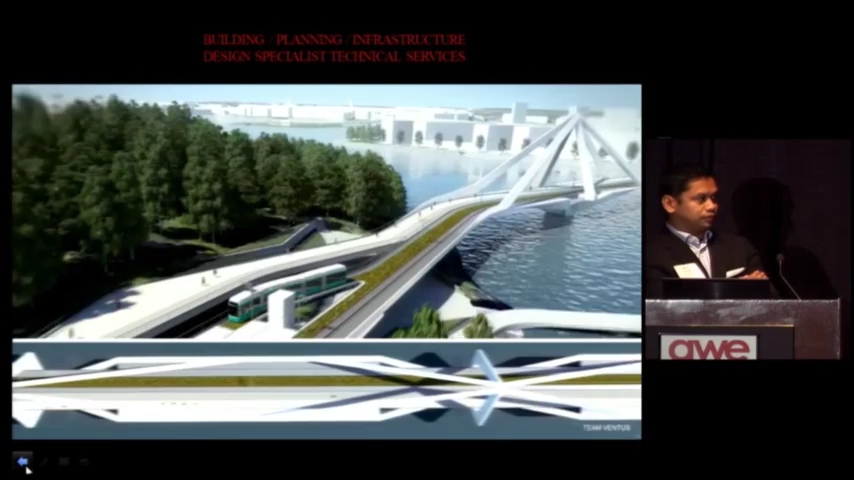 BUILDING / PLANNING / INFRASTRUCTURE
DESIGN SPECIALIST TECHNICAL SERVICES
TEAM VENTUS
awe